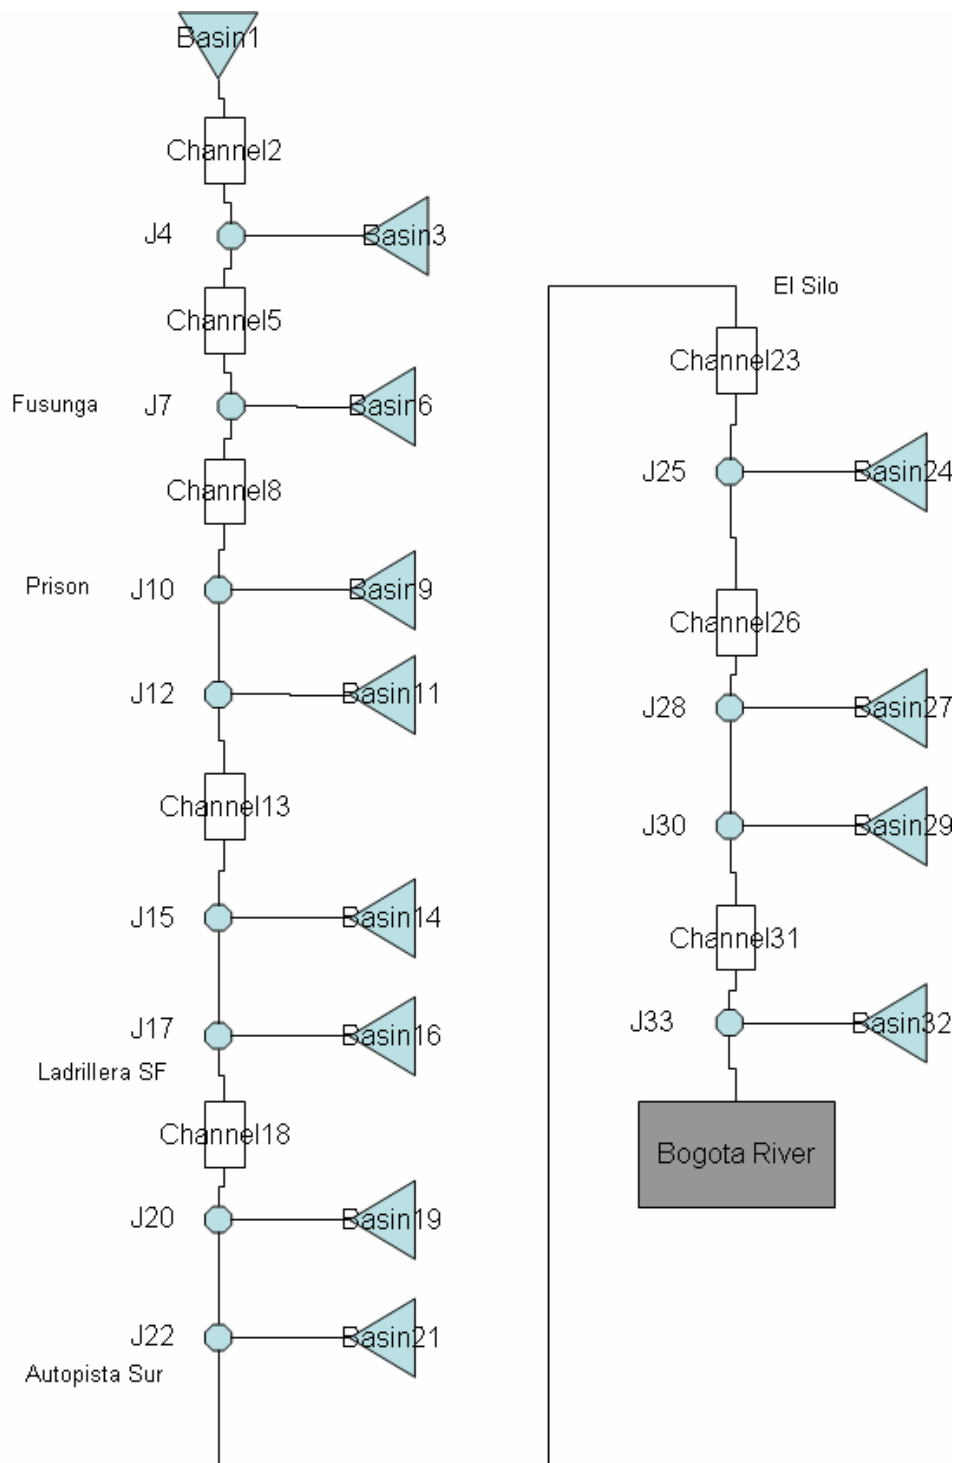 Basin1
Channel2
J4
Basin3
Channel5
Fusunga
J7
Basin6
Channel8
Prison
J10
Basin9
J12
Basin11
Channel13
J15
Basin14
J17
Basin16
Ladrillera SF
Channel18
J20
Basin19
J22
Basin21
Autopista Sur
El Silo
Channel23
J25
Basin24
Channel26
J28
Basin27
J30
Basin29
Channel31
J33
Basin32
Bogota River